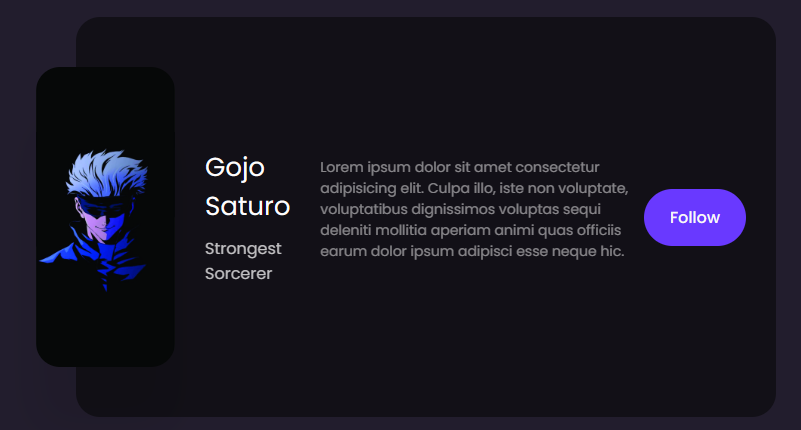 Gojo
Saturo
Strongest
Sorcerer
Lorem ipsum dolor sit amet consectetur
adipisicing elit. Culpa illo, iste non voluptate,
voluptatibus dignissimos voluptas sequi
deleniti mollitia aperiam animi quas officiis
earum dolor ipsum adipisci esse neque hic.
Follow